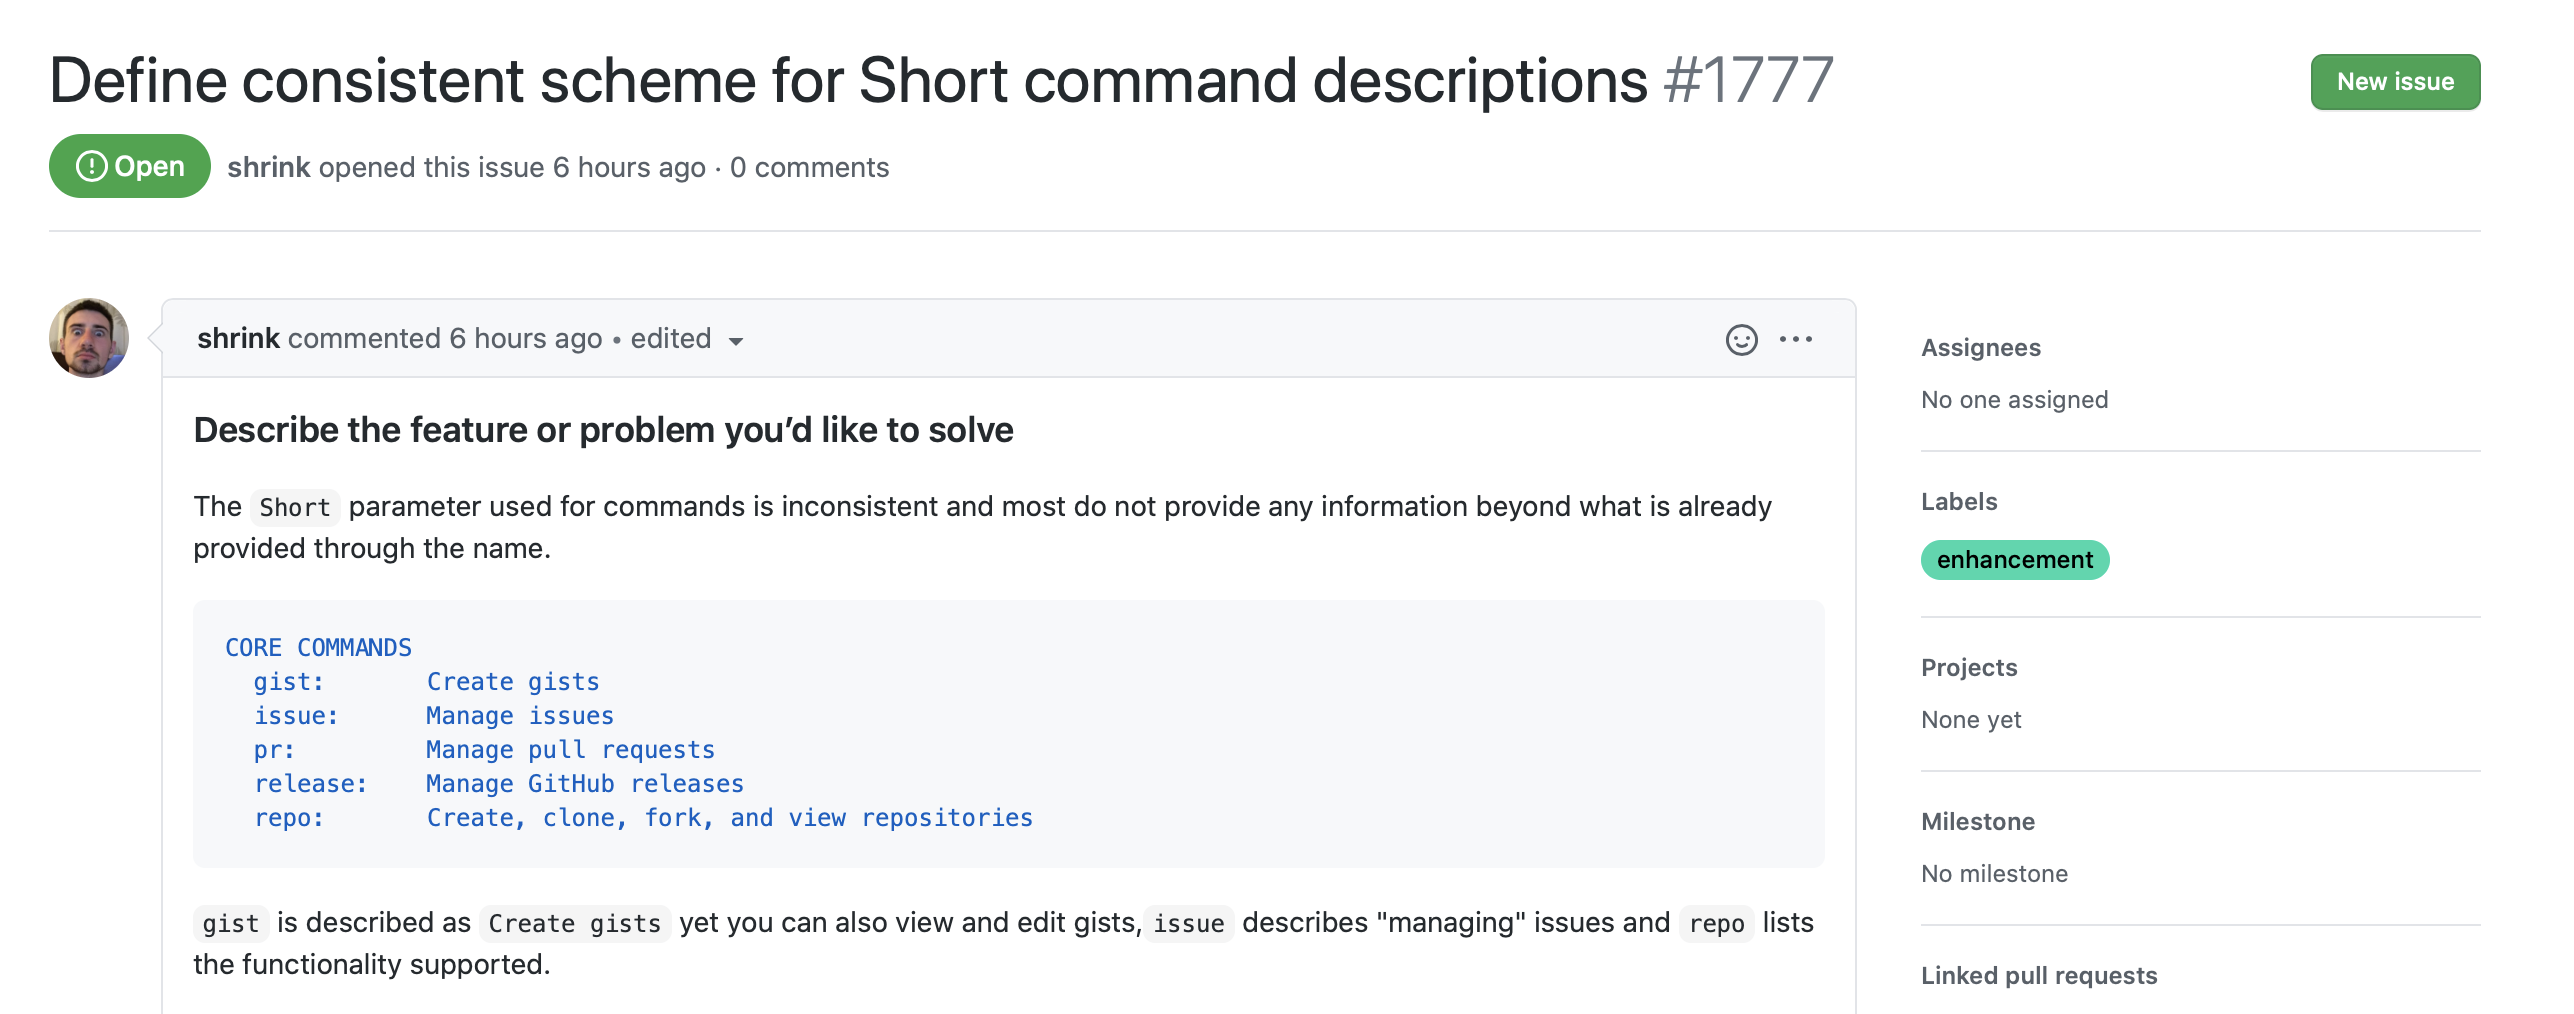 Define consistent scheme for Short command descriptions #1777
New issue
Open shrink opened this issue 6 hours ago · 0 comments
shrink commented 6 hours ago • edited
Describe the feature or problem you’d like to solve
The Short parameter used for commands is inconsistent and most do not provide any information beyond what is already
provided through the name.
CORE COMMANDS
gist: Create gists
issue: Manage issues
pr: Manage pull requests
release: Manage GitHub releases
repo: Create, clone, fork, and view repositories
gist is described as Create gists yet you can also view and edit gists, issue describes "managing" issues and repo lists
the functionality supported.
Assignees
No one assigned
Labels
enhancement
Projects
None yet
Milestone
No milestone
Linked pull requests